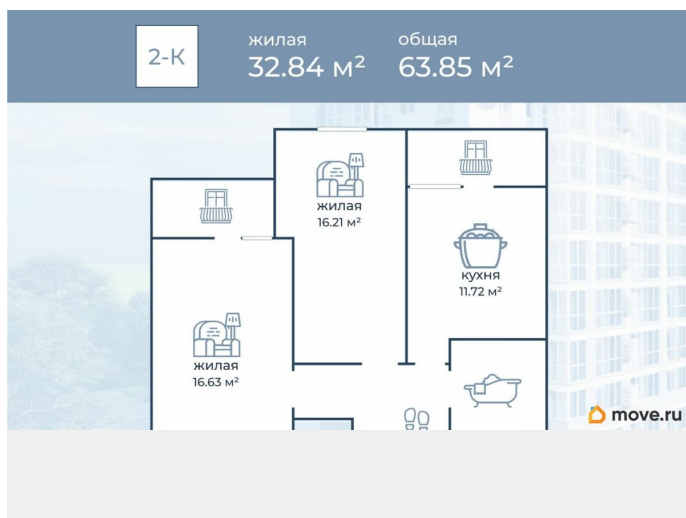 2-К
жилая
32.84 м²
общая
63.85 м²
жилая
16.21 м²
кухня
11.72 м²
жилая
16.63 м²
move.ru